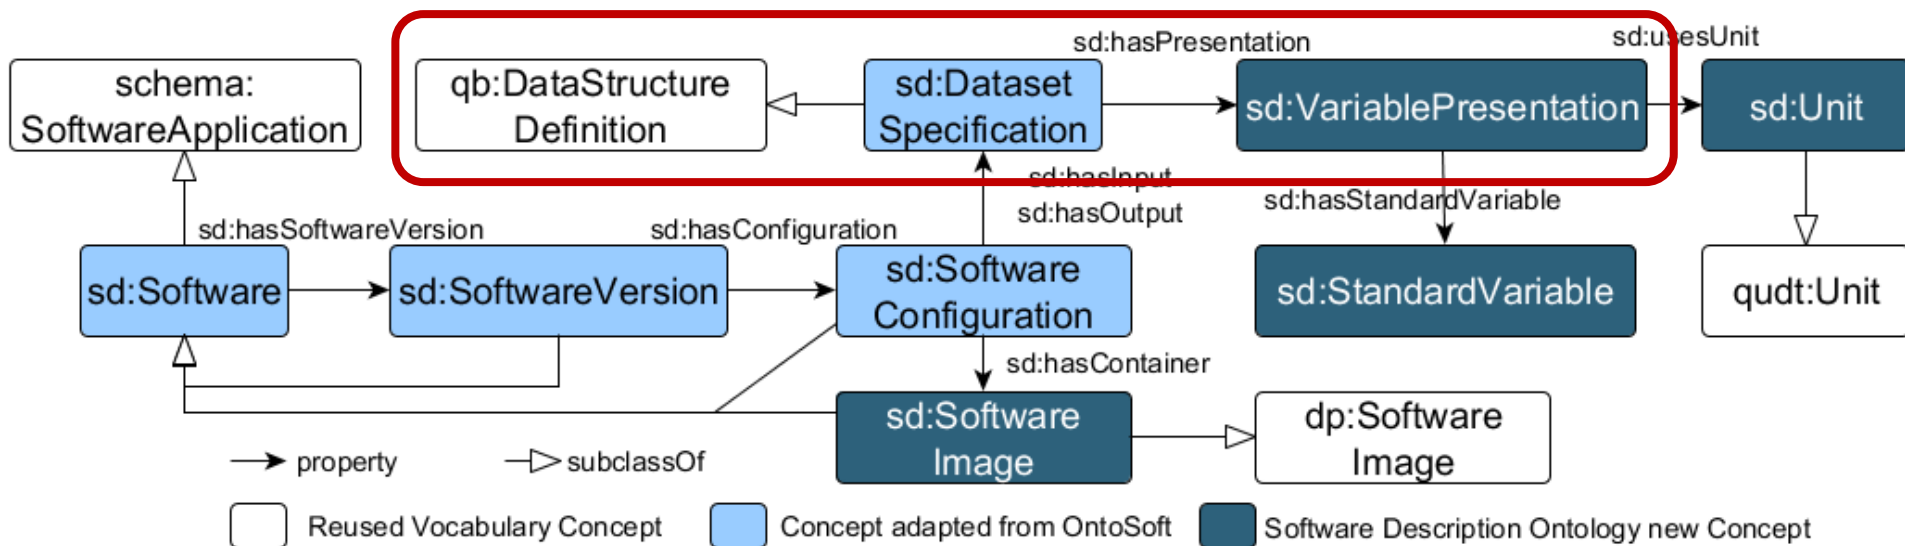 sd:hasPresentation
sd:usesUnit
schema:
SoftwareApplication
qb:DataStructure
Definition
sd:Dataset
Specification
sd:VariablePresentation
sd:Unit
sd:hasInput
sd:hasOutput
sd:hasStandardVariable
sd:hasSoftwareVersion
sd:hasConfiguration
sd:Software
sd:SoftwareVersion
sd:Software
Configuration
sd:StandardVariable
qudt:Unit
sd:hasContainer
sd:Software
Image
dp:Software
Image
property
subclassOf
Reused Vocabulary Concept
Concept adapted from OntoSoft
Software Description Ontology new Concept